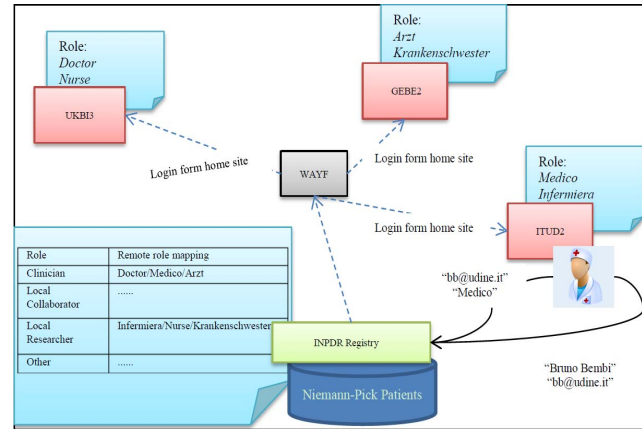 Role:
Doctor
Nurse
UKBI3
Role:
Arzt
Krankenschwester
GEBE2
Login form home site
WAYF
Login form home site
Role:
Medico
Infermiera
ITUD2
Login form home site
Role Remote role mapping
Clinician Doctor/Medico/Arzt
Local
Collaborator ......
Local
Researcher Infermiera/Nurse/Krankenschwester
Other ......
“bb@udine.it”
“Medico”
INPDR Registry
Niemann-Pick Patients
“Bruno Bembi”
“bb@udine.it”